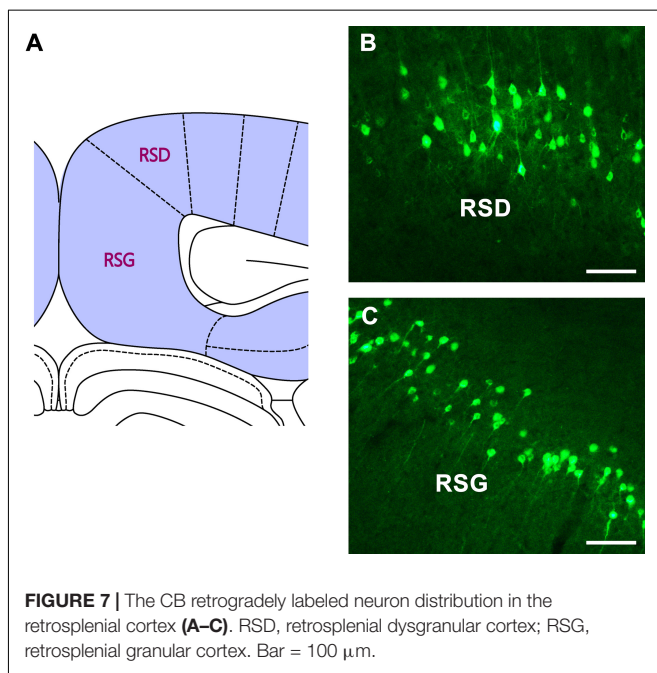 A
RSD
RSG
B
RSD
C
RSG
FIGURE 7 | The CB retrogradely labeled neuron distribution in the
retrosplenial cortex (A–C). RSD, retrosplenial dysgranular cortex; RSG,
retrosplenial granular cortex. Bar = 100 μm.